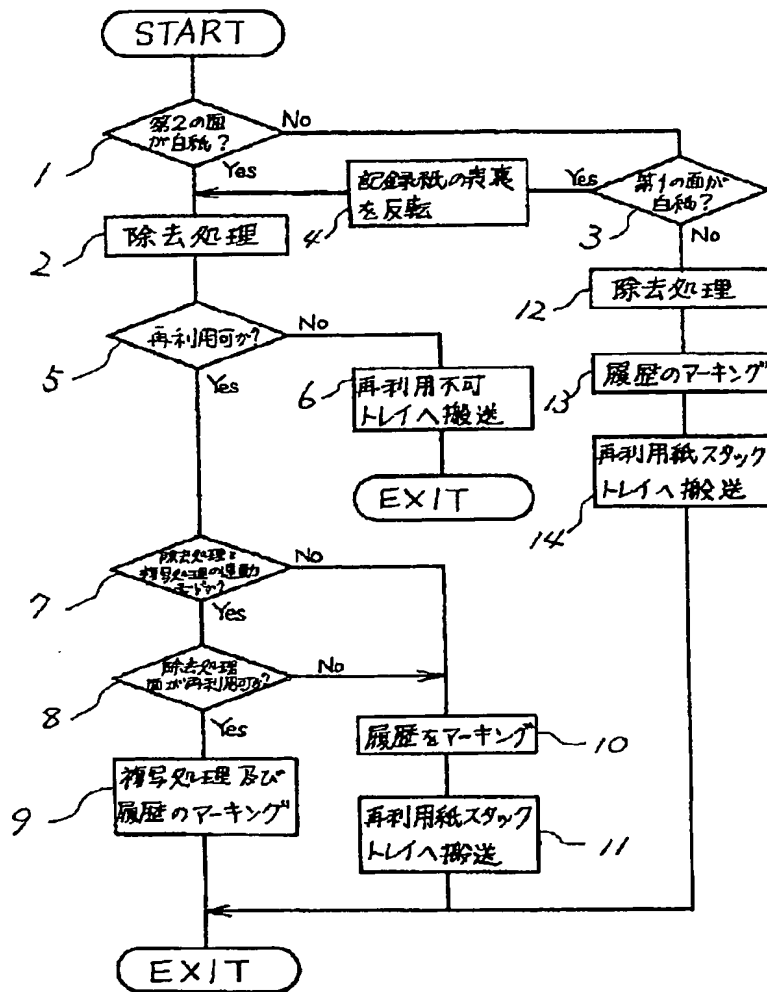 START
第2の面
が白紙?
No
Yes
1
記録紙の表裏
を反転
4
Yes
第1の面が
白紙?
3
No
除去処理
2
除去処理
12
再利用可か?
No
5
Yes
再利用不可
トレイへ搬送
6
履歴のマーキング
13
EXIT
再利用紙スタック
トレイへ搬送
14
除去処理と
複写処理の連動
モードか?
No
7
Yes
除去処理
面が再利用可か?
No
8
Yes
履歴をマーキング
10
複写処理及び
履歴のマーキング
9
再利用紙スタック
トレイへ搬送
11
EXIT